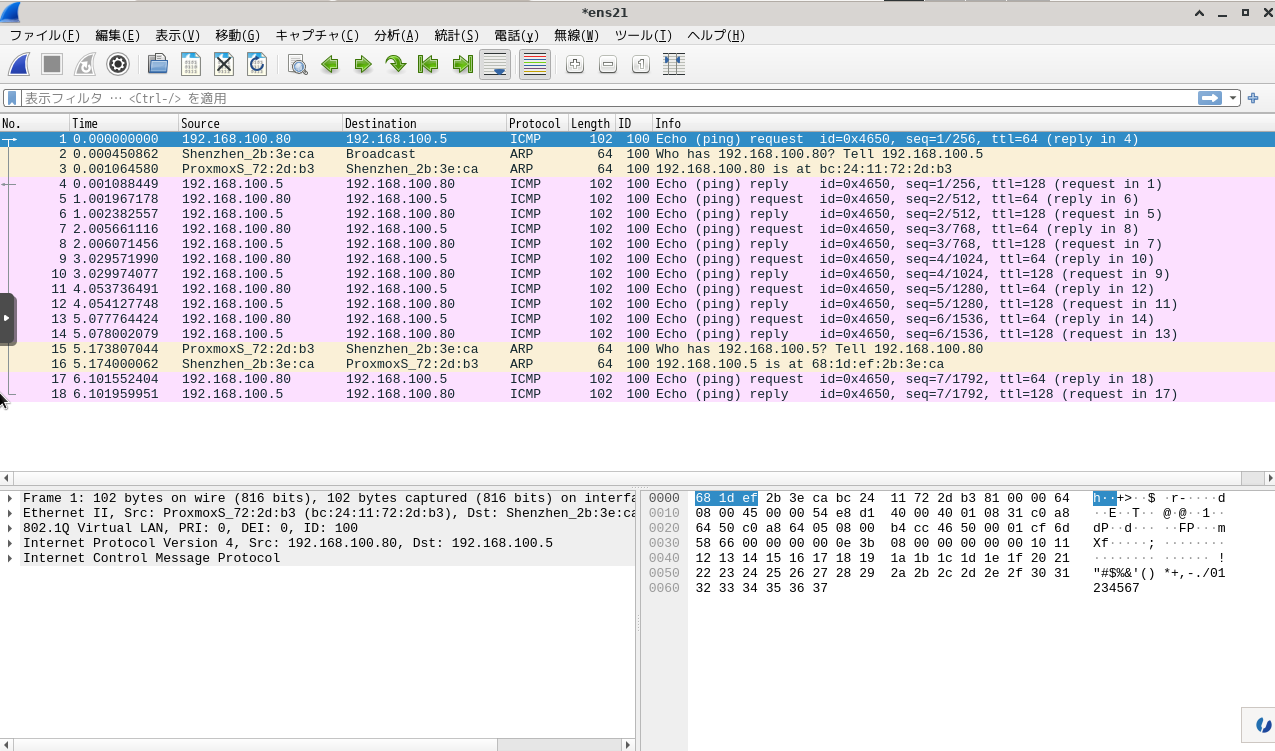 *ens21
ファイル(F) 編集(E) 表示(V) 移動(G) キャプチャ(C) 分析(A) 統計(S) 電話(y) 無線(W) ツール(T) ヘルプ(H)
表示フィルタ … <Ctrl-/> を適用
No. Time Source Destination Protocol Length ID Info
1 0.000000000 192.168.100.80 192.168.100.5 ICMP 102 100 Echo (ping) request id=0x4650, seq=1/256, ttl=64 (reply in 4)
2 0.000450862 Shenzhen_2b:3e:ca Broadcast ARP 64 100 Who has 192.168.100.80? Tell 192.168.100.5
3 0.001064580 ProxmoxS_72:2d:b3 Shenzhen_2b:3e:ca ARP 64 100 192.168.100.80 is at bc:24:11:72:2d:b3
4 0.001088449 192.168.100.5 192.168.100.80 ICMP 102 100 Echo (ping) reply id=0x4650, seq=1/256, ttl=128 (request in 1)
5 1.001967178 192.168.100.80 192.168.100.5 ICMP 102 100 Echo (ping) request id=0x4650, seq=2/512, ttl=64 (reply in 6)
6 1.002382557 192.168.100.5 192.168.100.80 ICMP 102 100 Echo (ping) reply id=0x4650, seq=2/512, ttl=128 (request in 5)
7 2.005661116 192.168.100.80 192.168.100.5 ICMP 102 100 Echo (ping) request id=0x4650, seq=3/768, ttl=64 (reply in 8)
8 2.006071456 192.168.100.5 192.168.100.80 ICMP 102 100 Echo (ping) reply id=0x4650, seq=3/768, ttl=128 (request in 7)
9 3.029571990 192.168.100.80 192.168.100.5 ICMP 102 100 Echo (ping) request id=0x4650, seq=4/1024, ttl=64 (reply in 10)
10 3.029974077 192.168.100.5 192.168.100.80 ICMP 102 100 Echo (ping) reply id=0x4650, seq=4/1024, ttl=128 (request in 9)
11 4.053736491 192.168.100.80 192.168.100.5 ICMP 102 100 Echo (ping) request id=0x4650, seq=5/1280, ttl=64 (reply in 12)
12 4.054127748 192.168.100.5 192.168.100.80 ICMP 102 100 Echo (ping) reply id=0x4650, seq=5/1280, ttl=128 (request in 11)
13 5.077764424 192.168.100.80 192.168.100.5 ICMP 102 100 Echo (ping) request id=0x4650, seq=6/1536, ttl=64 (reply in 14)
14 5.078002079 192.168.100.5 192.168.100.80 ICMP 102 100 Echo (ping) reply id=0x4650, seq=6/1536, ttl=128 (request in 13)
15 5.173807044 ProxmoxS_72:2d:b3 Shenzhen_2b:3e:ca ARP 64 100 Who has 192.168.100.5? Tell 192.168.100.80
16 5.174000062 Shenzhen_2b:3e:ca ProxmoxS_72:2d:b3 ARP 64 100 192.168.100.5 is at 68:1d:ef:2b:3e:ca
17 6.101552404 192.168.100.80 192.168.100.5 ICMP 102 100 Echo (ping) request id=0x4650, seq=7/1792, ttl=64 (reply in 18)
18 6.101959951 192.168.100.5 192.168.100.80 ICMP 102 100 Echo (ping) reply id=0x4650, seq=7/1792, ttl=128 (request in 17)
Frame 1: 102 bytes on wire (816 bits), 102 bytes captured (816 bits) on interfa
Ethernet II, Src: ProxmoxS_72:2d:b3 (bc:24:11:72:2d:b3), Dst: Shenzhen_2b:3e:ca
802.1Q Virtual LAN, PRI: 0, DEI: 0, ID: 100
Internet Protocol Version 4, Src: 192.168.100.80, Dst: 192.168.100.5
Internet Control Message Protocol
0000 68 1d ef 2b 3e ca bc 24 11 72 2d b3 81 00 00 64 h··+>··$ ·r-····d
0010 08 00 45 00 00 54 e8 d1 40 00 40 01 08 31 c0 a8 ··E··T·· @·@··1··
0020 64 50 c0 a8 64 05 08 00 b4 cc 46 50 00 01 cf 6d dP··d··· ··FP···m
0030 58 66 00 00 00 00 0e 3b 08 00 00 00 00 00 10 11 Xf·····; ········
0040 12 13 14 15 16 17 18 19 1a 1b 1c 1d 1e 1f 20 21 ········ ······ !
0050 22 23 24 25 26 27 28 29 2a 2b 2c 2d 2e 2f 30 31 "#$%&'() *+,-./01
0060 32 33 34 35 36 37 234567